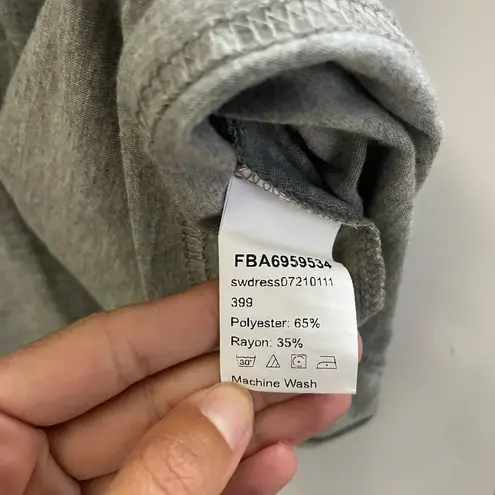 FBA6959534
swdress07210111
399
Polyester: 65%
Rayon: 35%
30°
Machine Wash